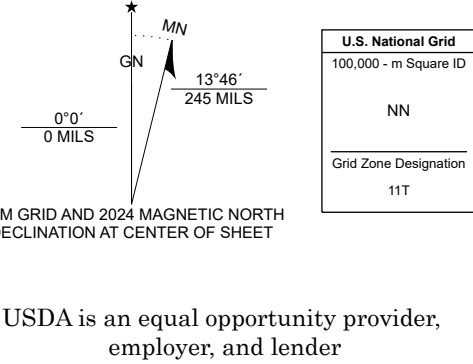 MN
GN
13°46´
245 MILS
0°0´
0 MILS
M GRID AND 2024 MAGNETIC NORTH
ECLINATION AT CENTER OF SHEET
U.S. National Grid
100,000 - m Square ID
NN
Grid Zone Designation
11T
USDA is an equal opportunity provider,
employer, and lender